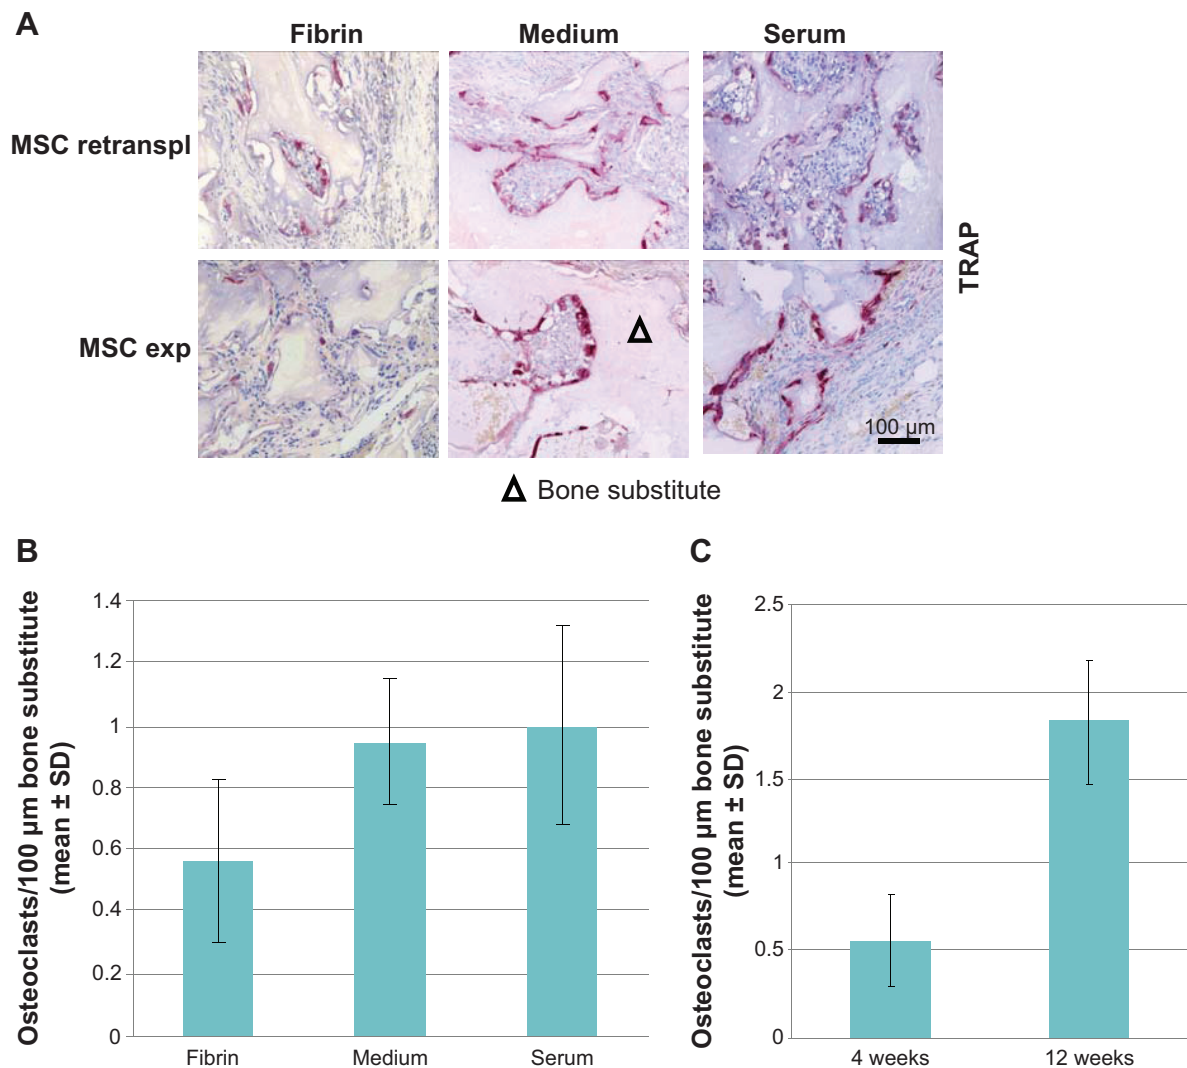 A
Fibrin
Medium
Serum
MSC retranspl
MSC exp
TRAP
100 µm
Bone substitute
B
Osteoclasts/100 µm bone substitute
(mean ± SD)
1.4
1.2
1
0.8
0.6
0.4
0.2
0
Fibrin
Medium
Serum
C
Osteoclasts/100 µm bone substitute
(mean ± SD)
2.5
2
1.5
1
0.5
0
4 weeks
12 weeks